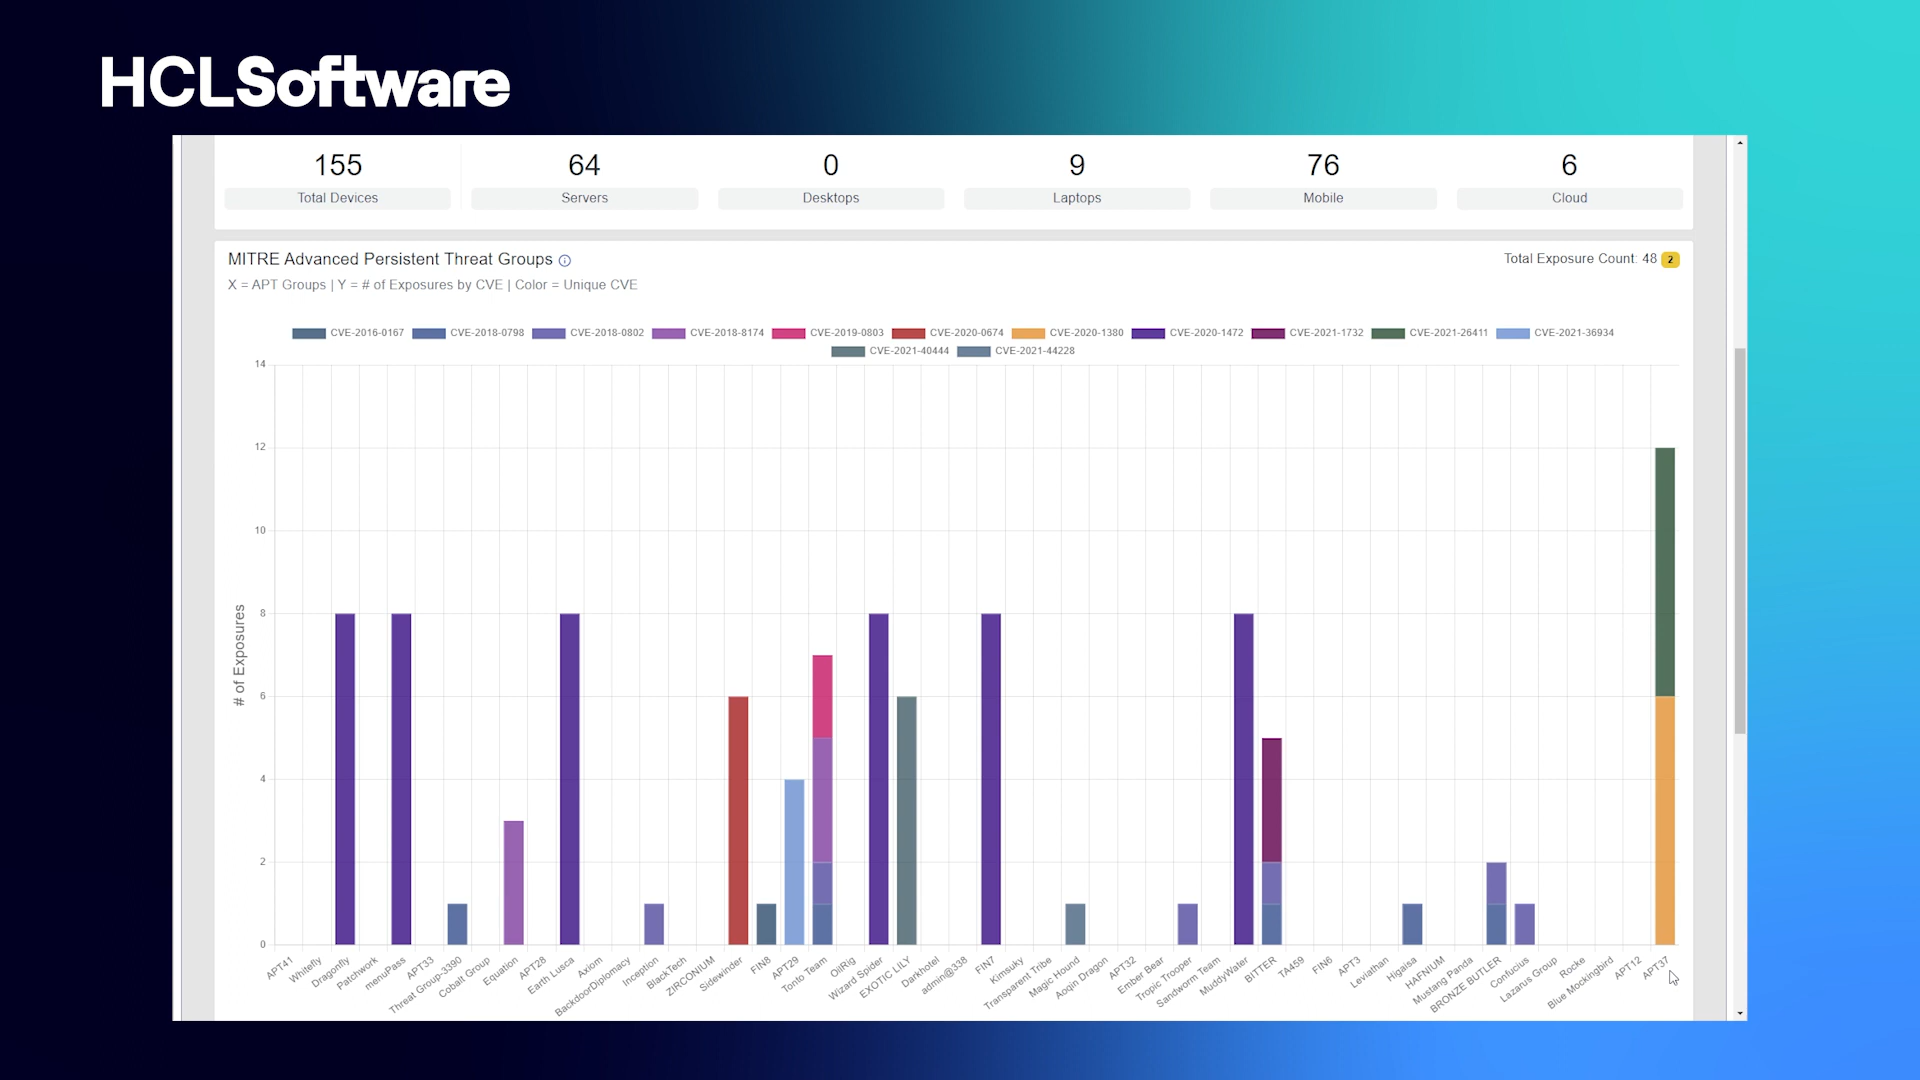 HCLSoftware
155 64 0 9 76 6
Total Devices Servers Desktops Laptops Mobile Cloud
MITRE Advanced Persistent Threat Groups Total Exposure Count: 48 2
X = APT Groups | Y = # of Exposures by CVE | Color = Unique CVE
CVE-2016-0167 CVE-2018-0798 CVE-2018-0802 CVE-2018-8174 CVE-2019-0803 CVE-2020-0674 CVE-2020-1380 CVE-2020-1472 CVE-2021-1732 CVE-2021-26411 CVE-2021-36934
CVE-2021-40444 CVE-2021-44228
14
12
10
8
6
4
2
0
# of Exposures
APT41 Whitefly Dragonfly Patchwork menuPass APT33 Threat Group-3390 Cobalt Group Equation APT28 Earth Lusca Axiom BackdoorDiplomacy Inception BlackTech ZIRCONIUM Sidewinder FIN8 APT29 Tonto Team OilRig Wizard Spider EXOTIC LILY Darkhotel admin@338 FIN7 Kimsuky Transparent Tribe Magic Hound Aoqin Dragon APT32 Ember Bear Tropic Trooper Sandworm Team MuddyWater BITTER TA459 FIN6 APT3 Leviathan Higaisa HAFNIUM Mustang Panda BRONZE BUTLER Confucius Lazarus Group Rocke Blue Mockingbird APT12 APT37